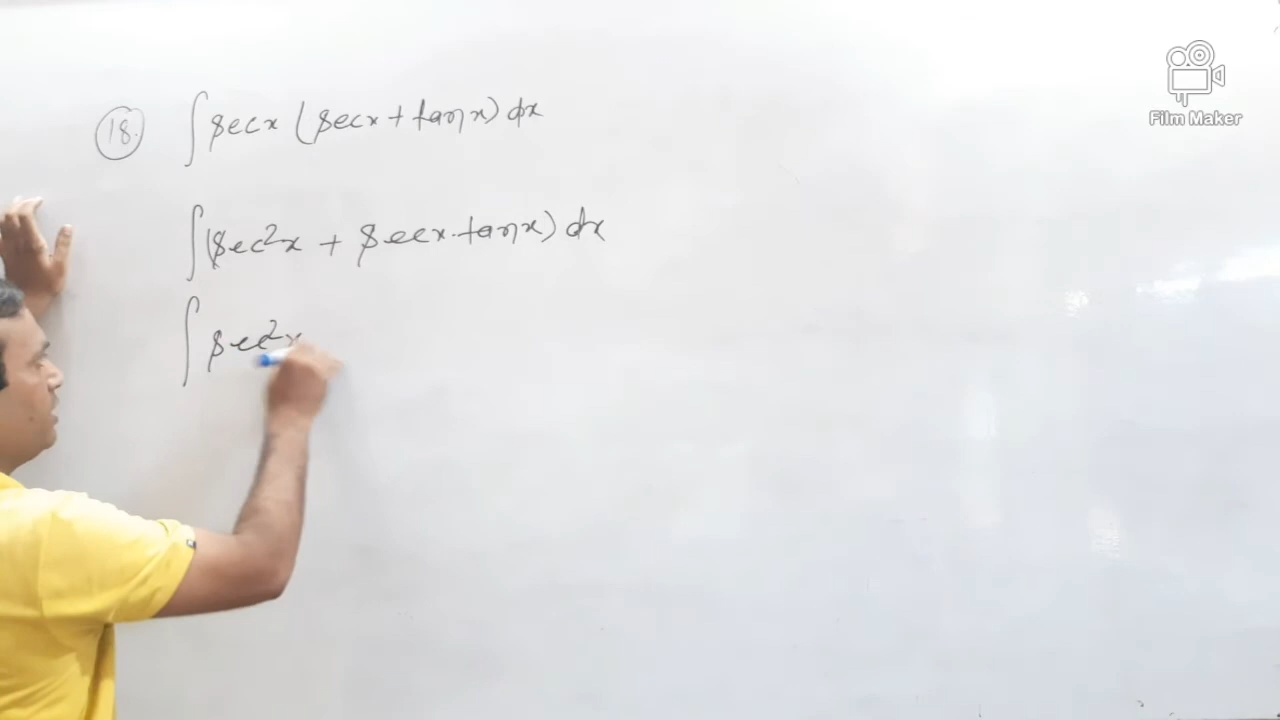 18. ∫ secx (secx + tanx) dx
∫(sec²x + secx.tanx) dx
∫ sec²x
Film Maker